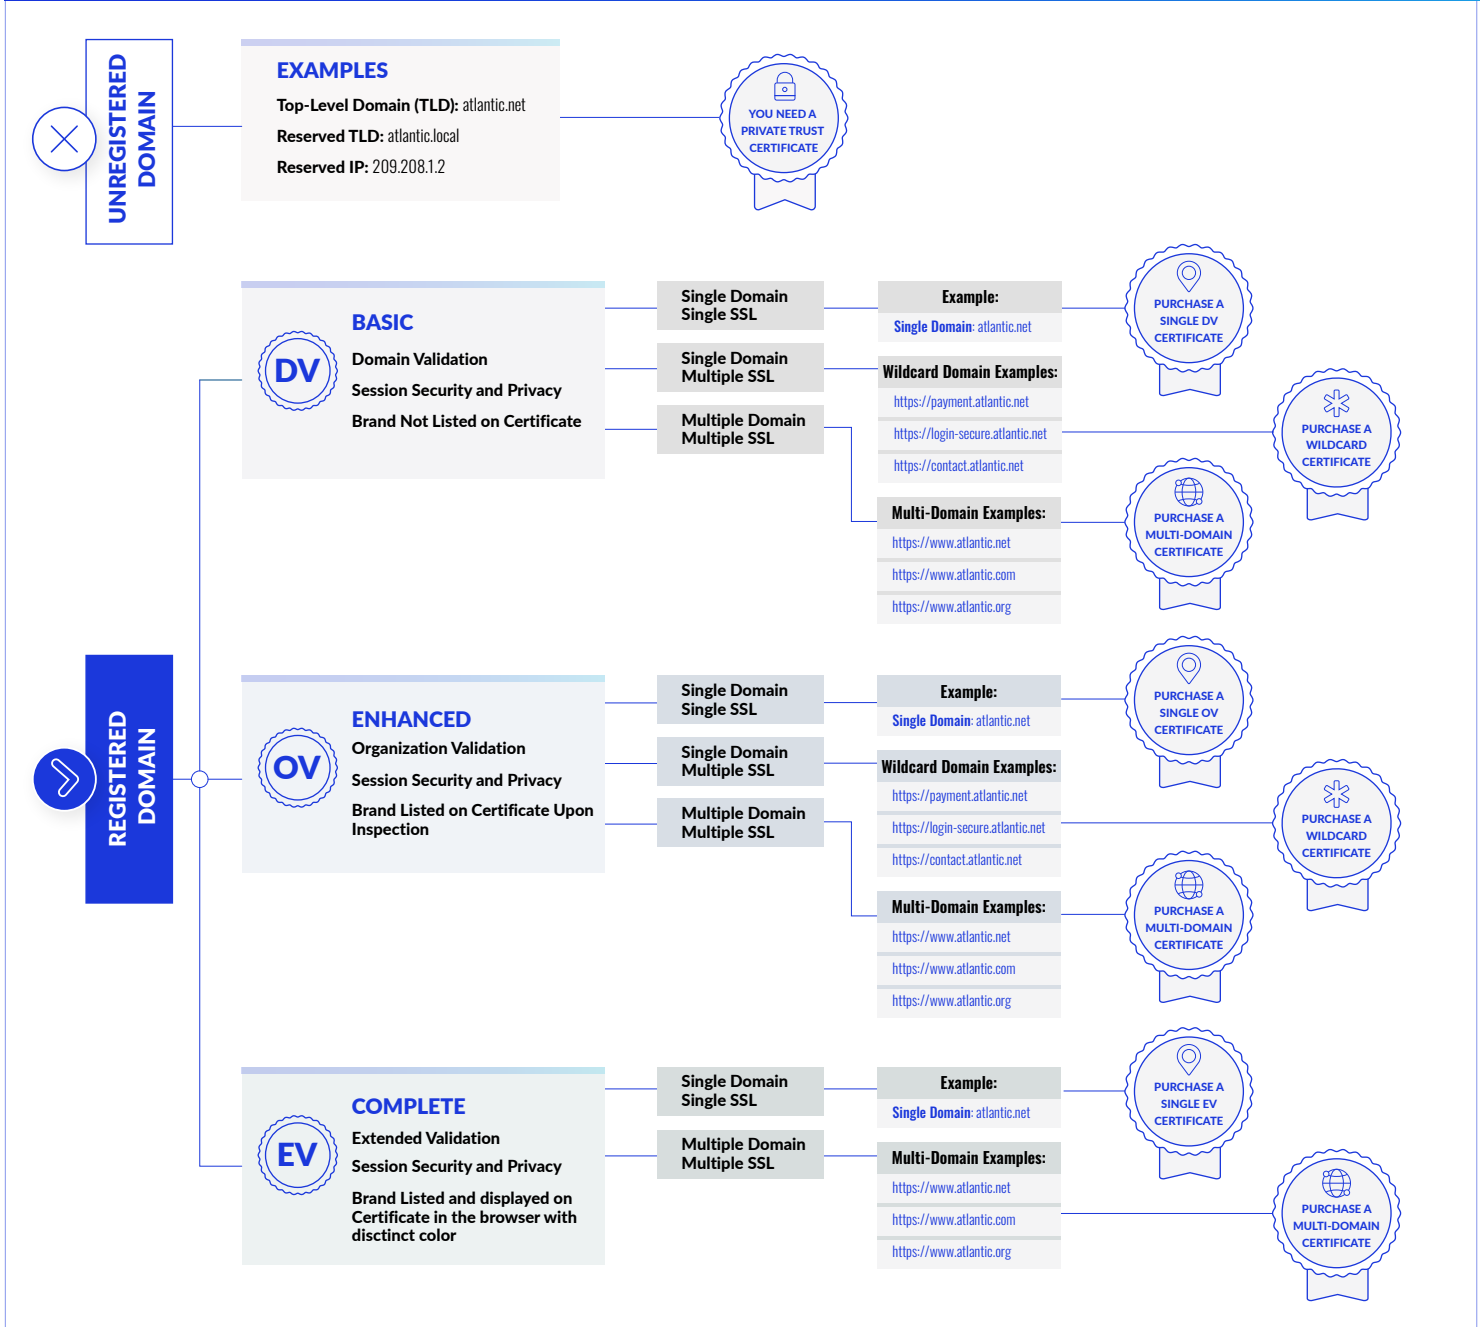 UNREGISTERED
DOMAIN
EXAMPLES
Top-Level Domain (TLD): atlantic.net
Reserved TLD: atlantic.local
Reserved IP: 209.208.1.2
YOU NEED A
PRIVATE TRUST
CERTIFICATE
REGISTERED
DOMAIN
DV
BASIC
Domain Validation
Session Security and Privacy
Brand Not Listed on Certificate
Single Domain
Single SSL
Single Domain
Multiple SSL
Multiple Domain
Multiple SSL
Example:
Single Domain: atlantic.net
Wildcard Domain Examples:
https://payment.atlantic.net
https://login-secure.atlantic.net
https://contact.atlantic.net
Multi-Domain Examples:
https://www.atlantic.net
https://www.atlantic.com
https://www.atlantic.org
PURCHASE A
SINGLE DV
CERTIFICATE
PURCHASE A
WILDCARD
CERTIFICATE
PURCHASE A
MULTI-DOMAIN
CERTIFICATE
OV
ENHANCED
Organization Validation
Session Security and Privacy
Brand Listed on Certificate Upon
Inspection
Single Domain
Single SSL
Single Domain
Multiple SSL
Multiple Domain
Multiple SSL
Example:
Single Domain: atlantic.net
Wildcard Domain Examples:
https://payment.atlantic.net
https://login-secure.atlantic.net
https://contact.atlantic.net
Multi-Domain Examples:
https://www.atlantic.net
https://www.atlantic.com
https://www.atlantic.org
PURCHASE A
SINGLE OV
CERTIFICATE
PURCHASE A
WILDCARD
CERTIFICATE
PURCHASE A
MULTI-DOMAIN
CERTIFICATE
EV
COMPLETE
Extended Validation
Session Security and Privacy
Brand Listed and displayed on
Certificate in the browser with
disctinct color
Single Domain
Single SSL
Multiple Domain
Multiple SSL
Example:
Single Domain: atlantic.net
Multi-Domain Examples:
https://www.atlantic.net
https://www.atlantic.com
https://www.atlantic.org
PURCHASE A
SINGLE EV
CERTIFICATE
PURCHASE A
MULTI-DOMAIN
CERTIFICATE